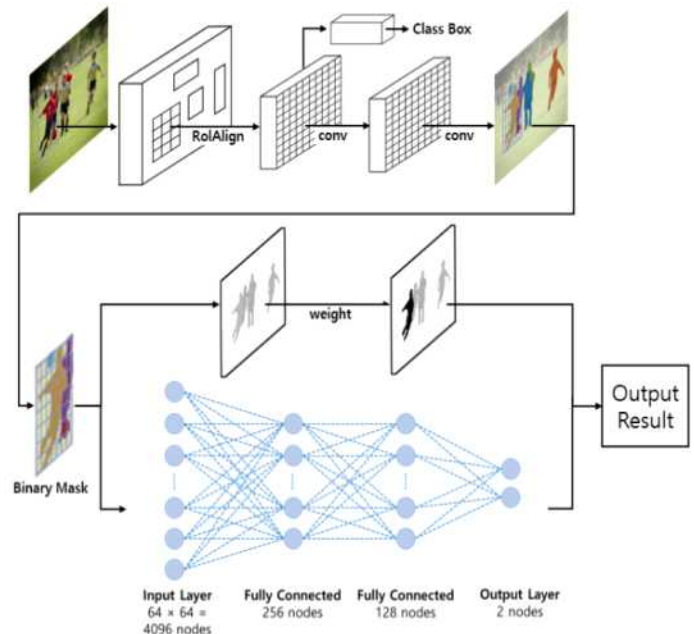 Class Box
RoIAlign
conv
conv
weight
Output
Result
Binary Mask
Input Layer
64 × 64 =
4096 nodes
Fully Connected
256 nodes
Fully Connected
128 nodes
Output Layer
2 nodes